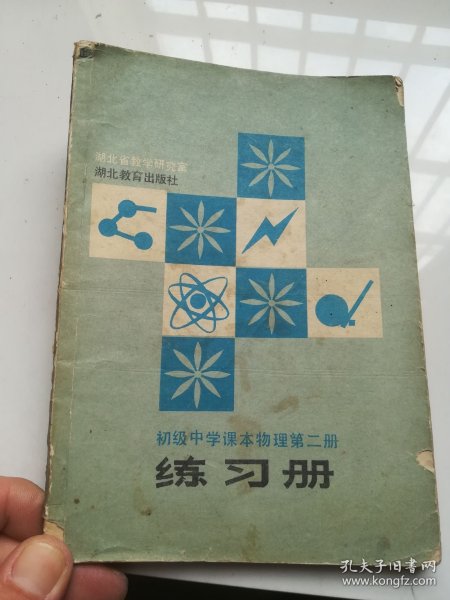 湖北省教学研究室
湖北教育出版社
初级中学课本物理第二册
练习册
孔夫子旧书网
www.kongfz.com